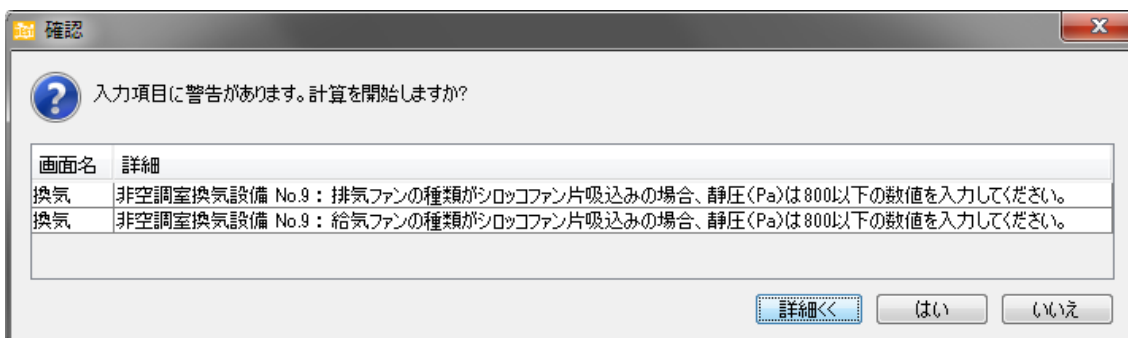 確認
入力項目に警告があります。計算を開始しますか?
画面名 詳細
換気 非空調室換気設備 No.9： 排気ファンの種類がシロッコファン片吸込みの場合、静圧(Pa)は800以下の数値を入力してください。
換気 非空調室換気設備 No.9： 給気ファンの種類がシロッコファン片吸込みの場合、静圧(Pa)は800以下の数値を入力してください。
詳細<< はい いいえ